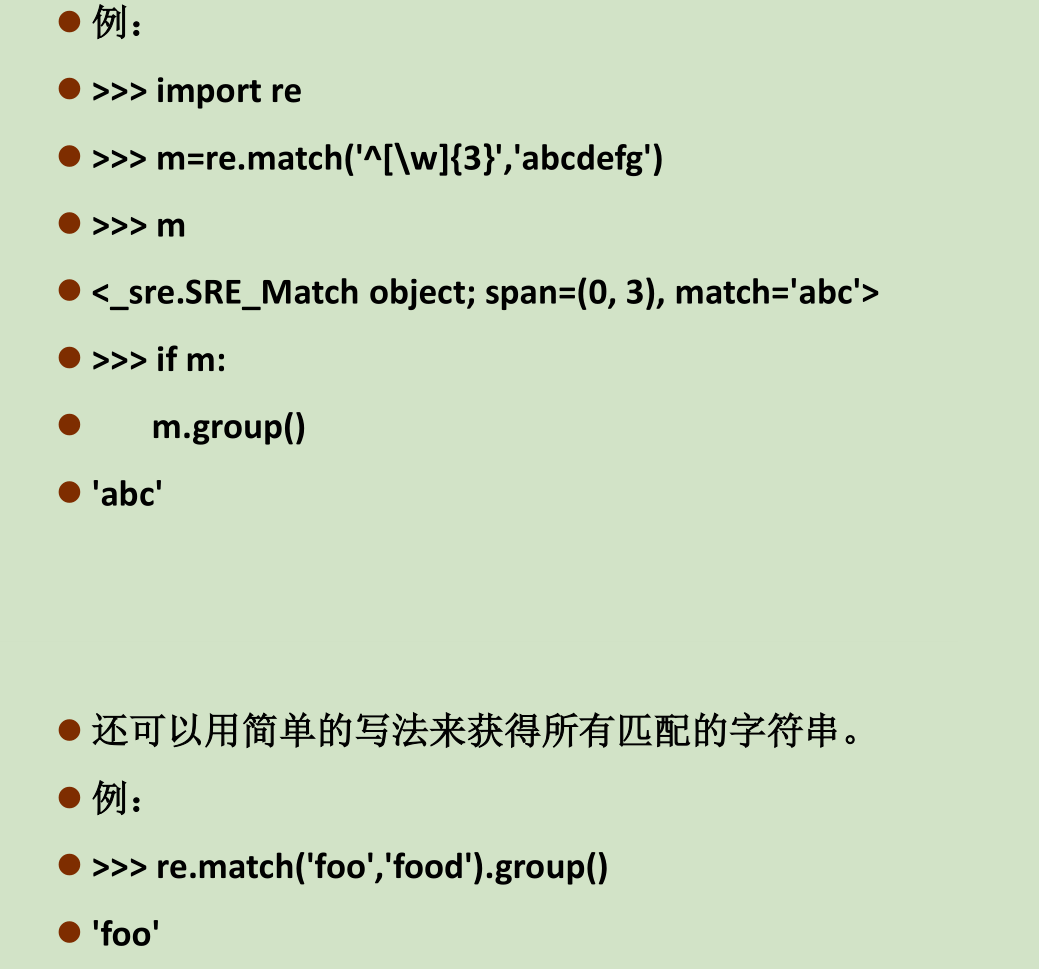 ● 例：
● >>> import re
● >>> m=re.match('^[\w]{3}','abcdefg')
● >>> m
● <_sre.SRE_Match object; span=(0, 3), match='abc'>
● >>> if m:
●       m.group()
● 'abc'
● 还可以用简单的写法来获得所有匹配的字符串。
● 例：
● >>> re.match('foo','food').group()
● 'foo'